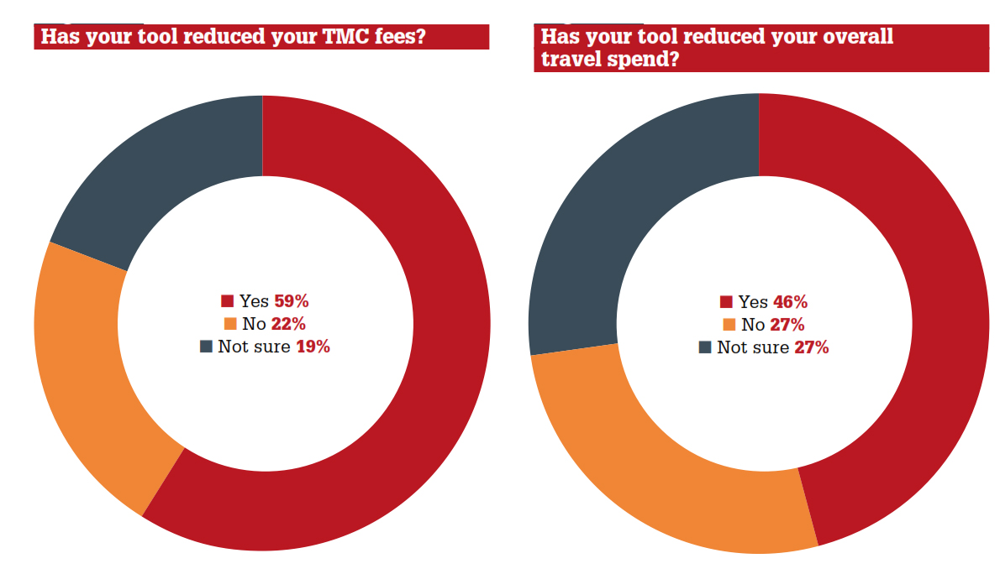 Has your tool reduced your TMC fees?
Yes 59%
No 22%
Not sure 19%
Has your tool reduced your overall
travel spend?
Yes 46%
No 27%
Not sure 27%